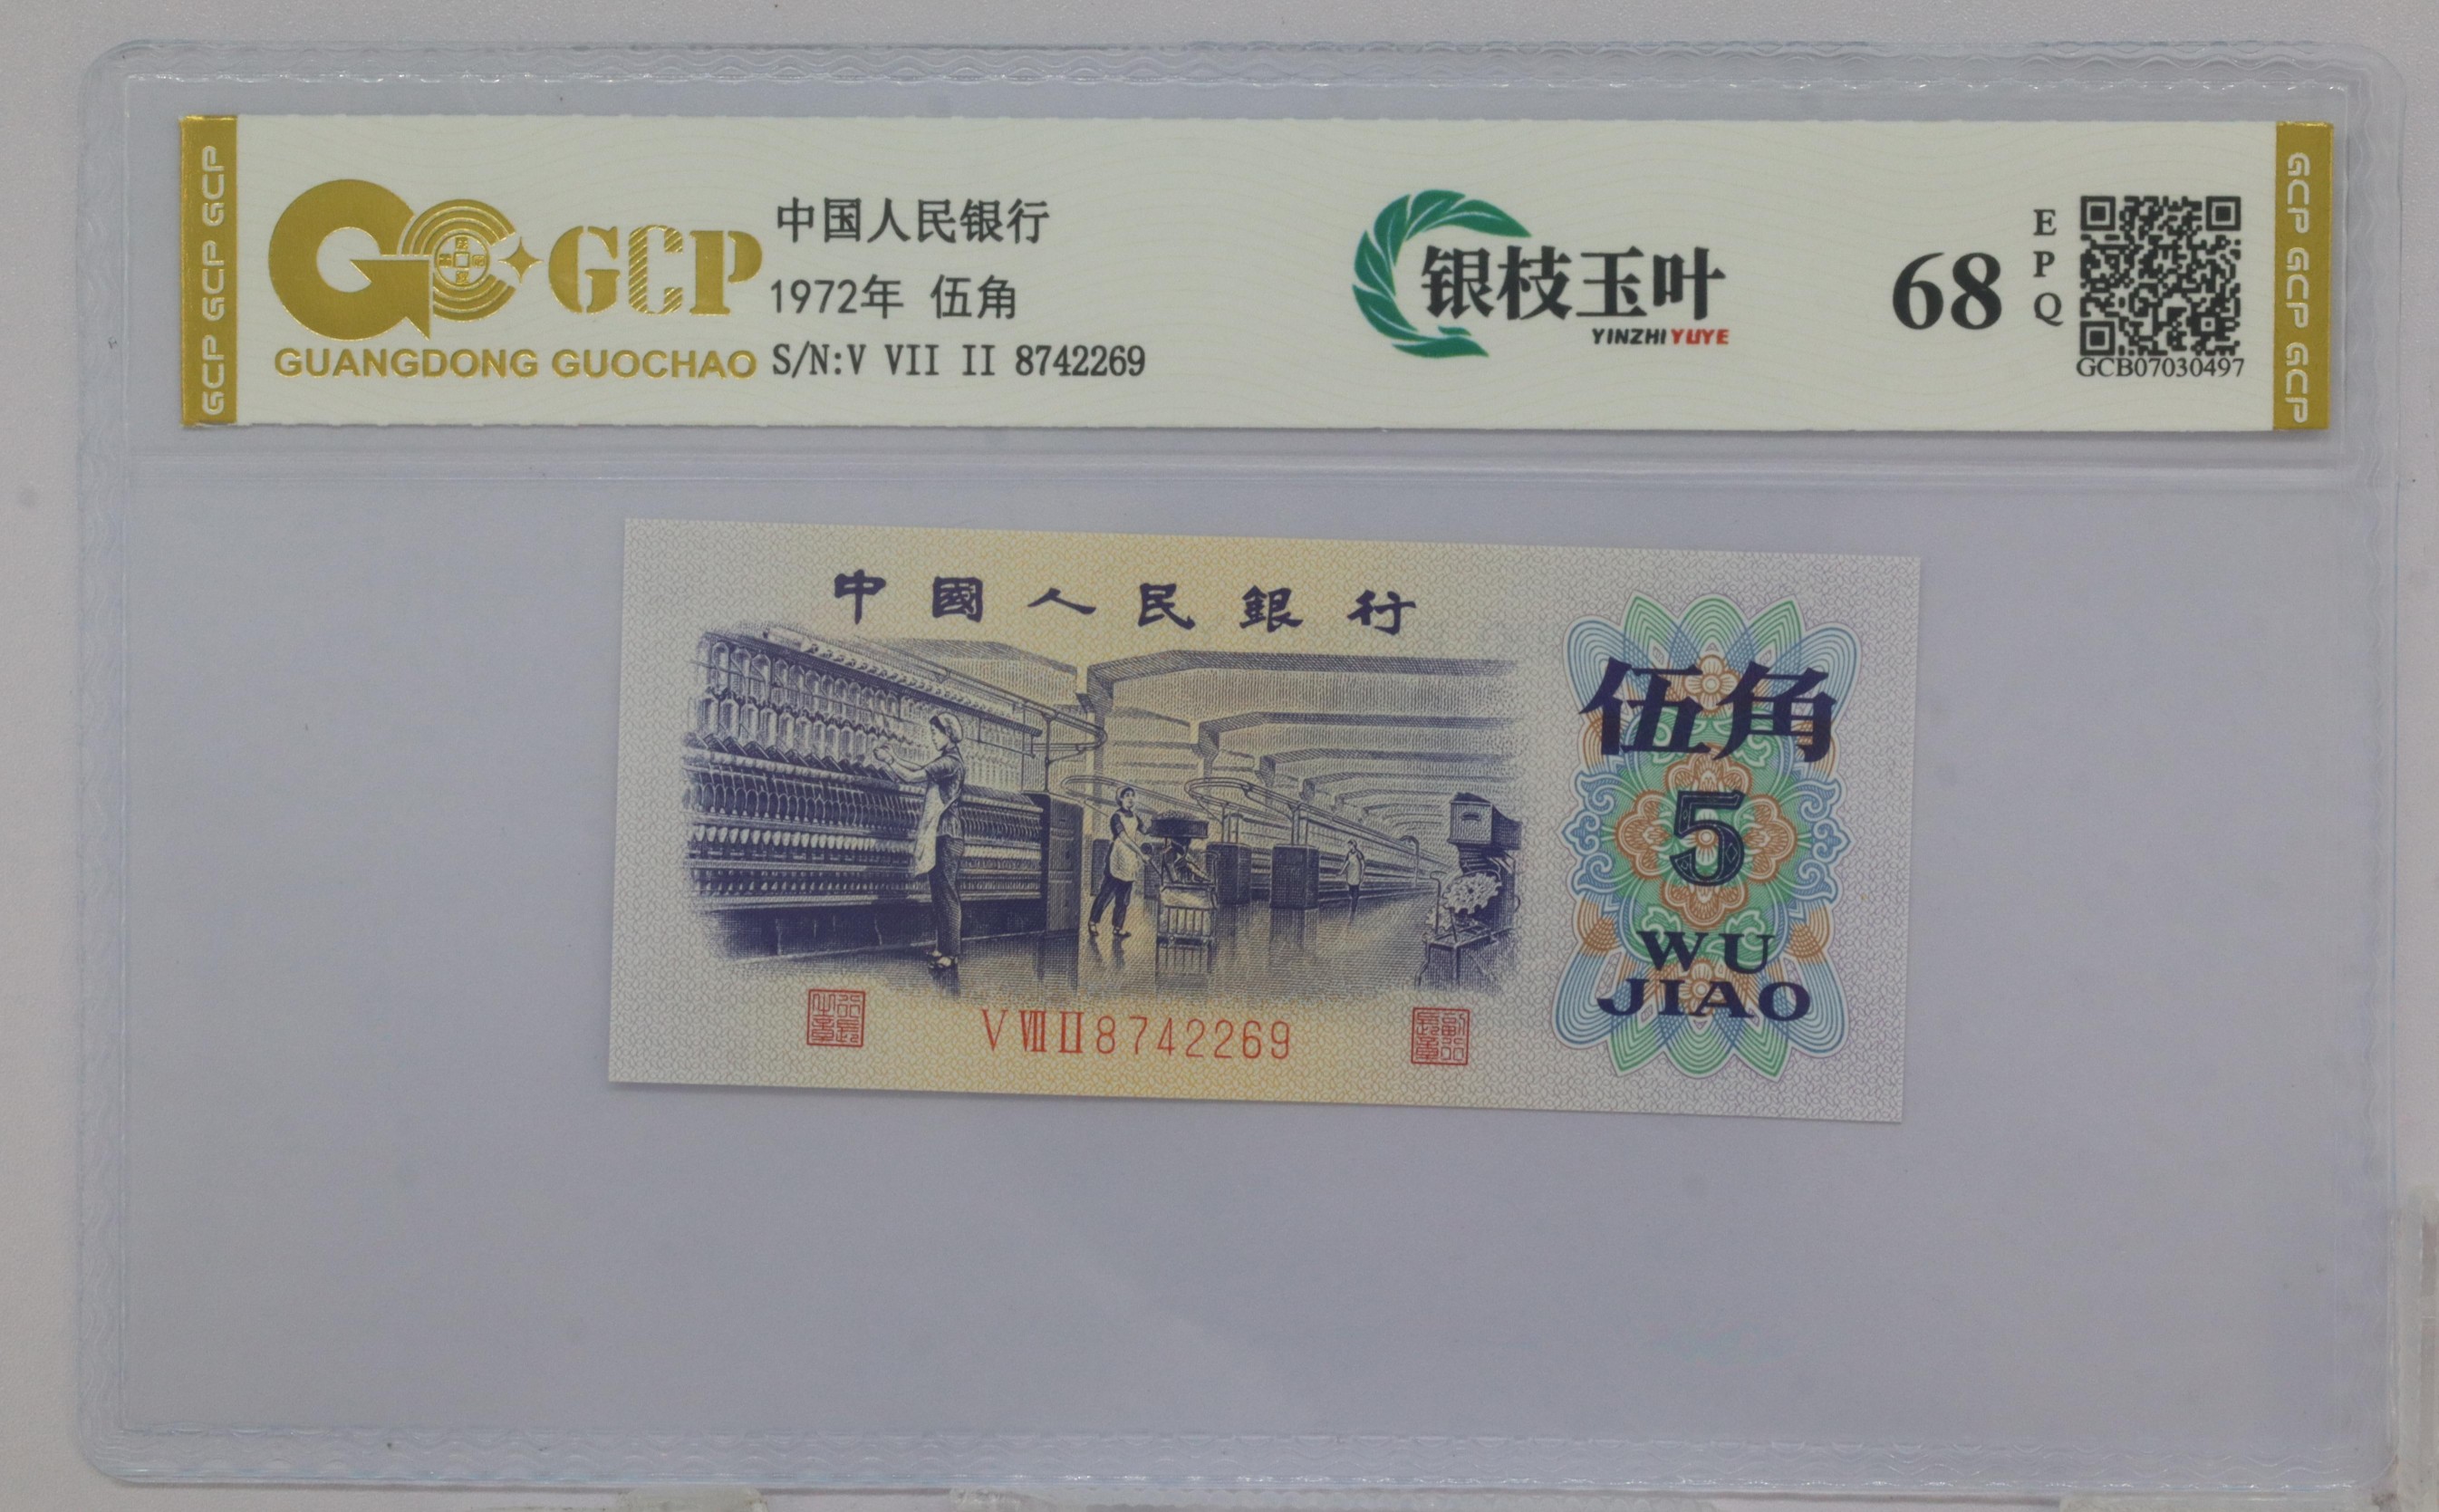 GCP GCP GCP
GCP
GUANGDONG GUOCHAO
中国人民银行
1972年 伍角
S/N:V VII II 8742269
银枝玉叶
YINZHI YUYE
68
EPQ
GCB07030497
GCP GCP GCP
中國人民銀行
伍角
5
WU
JIAO
V VII II 8742269